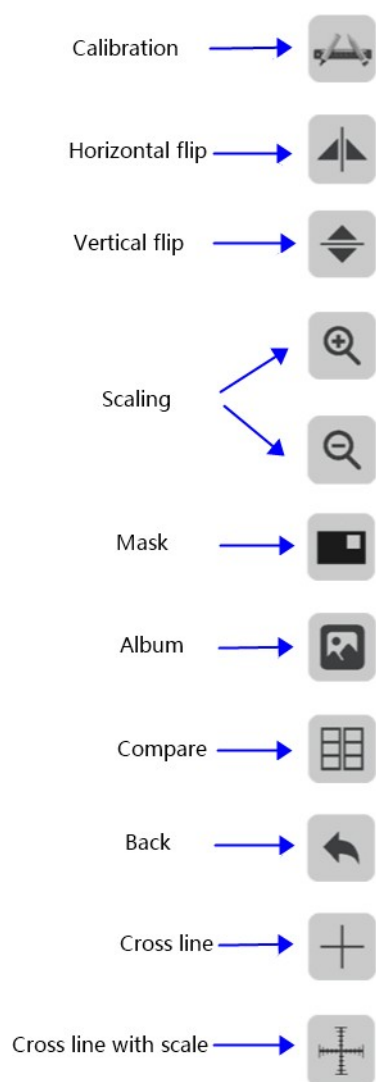 Calibration
Horizontal flip
Vertical flip
Scaling
Mask
Album
Compare
Back
Cross line
Cross line with scale